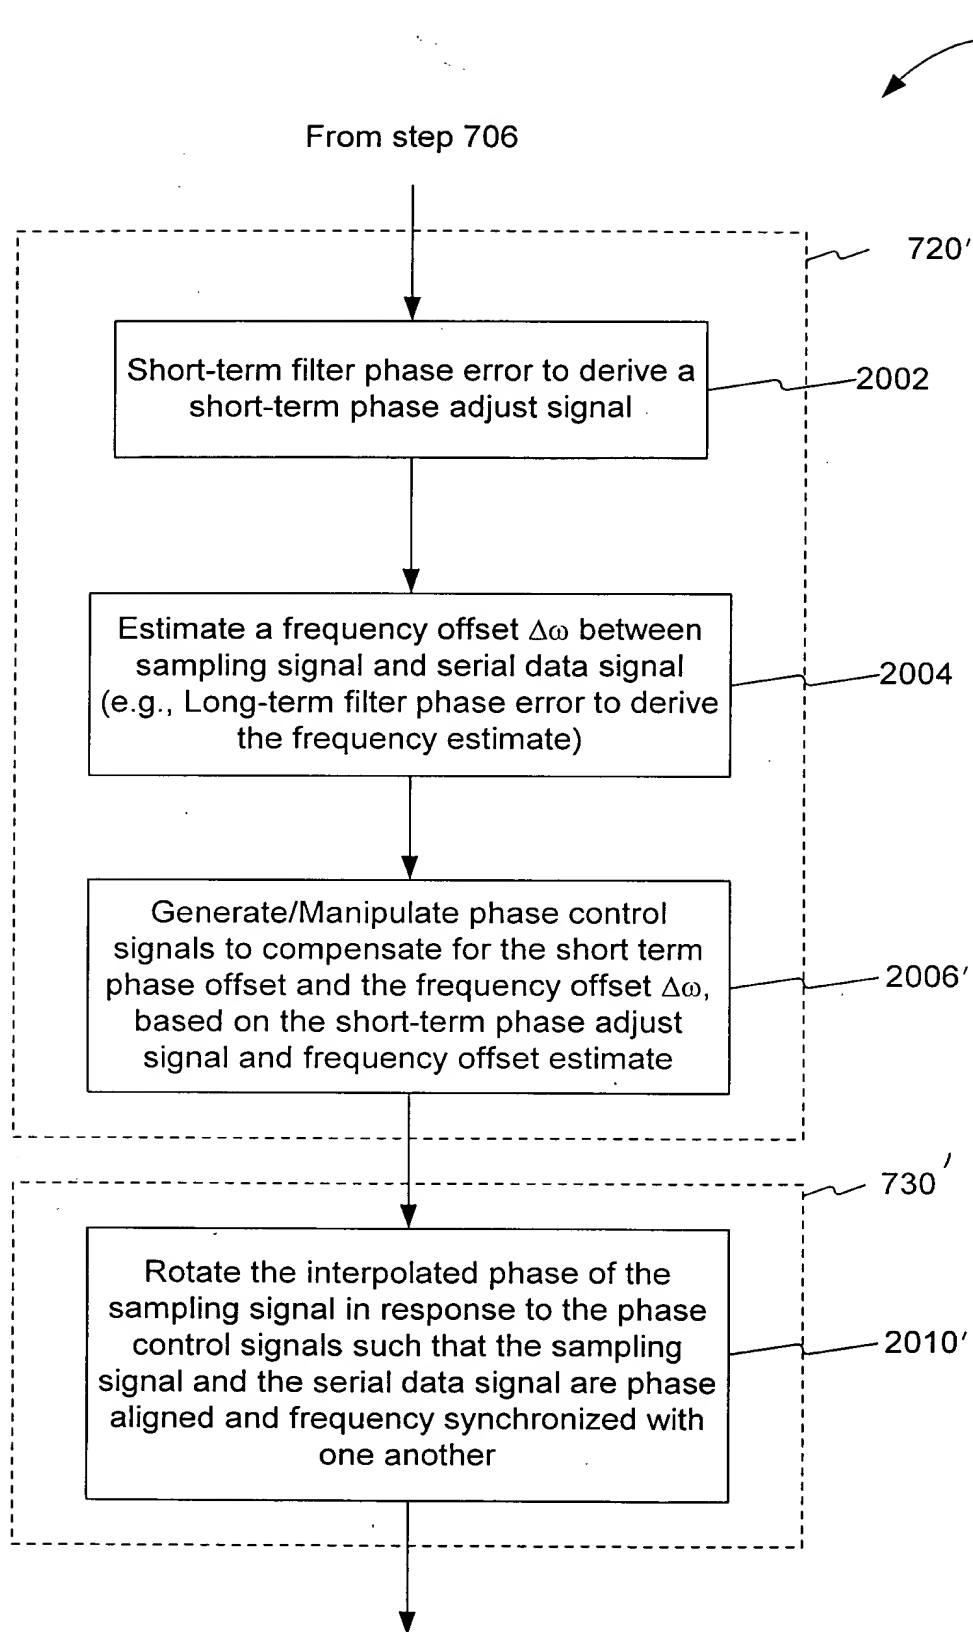 From step 706
720'
Short-term filter phase error to derive a
short-term phase adjust signal
2002
Estimate a frequency offset Δω between
sampling signal and serial data signal
(e.g., Long-term filter phase error to derive
the frequency estimate)
2004
Generate/Manipulate phase control
signals to compensate for the short term
phase offset and the frequency offset Δω,
based on the short-term phase adjust
signal and frequency offset estimate
2006'
730'
Rotate the interpolated phase of the
sampling signal in response to the phase
control signals such that the sampling
signal and the serial data signal are phase
aligned and frequency synchronized with
one another
2010'